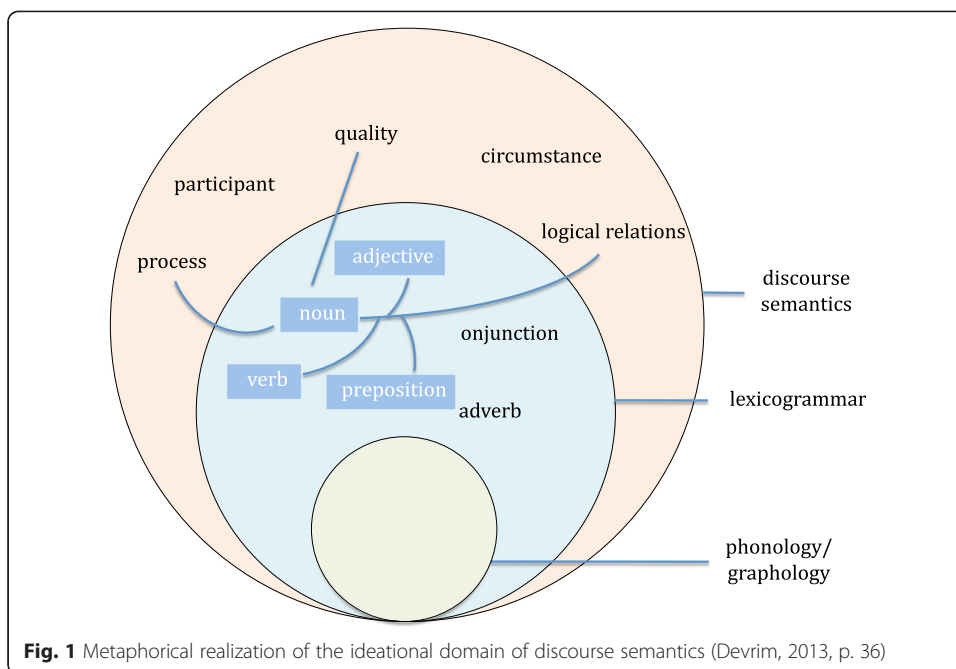 quality
circumstance
participant
logical relations
process
adjective
discourse
semantics
noun
onjunction
verb
preposition
lexicogrammar
adverb
phonology/
graphology
Fig. 1 Metaphorical realization of the ideational domain of discourse semantics (Devrim, 2013, p. 36)